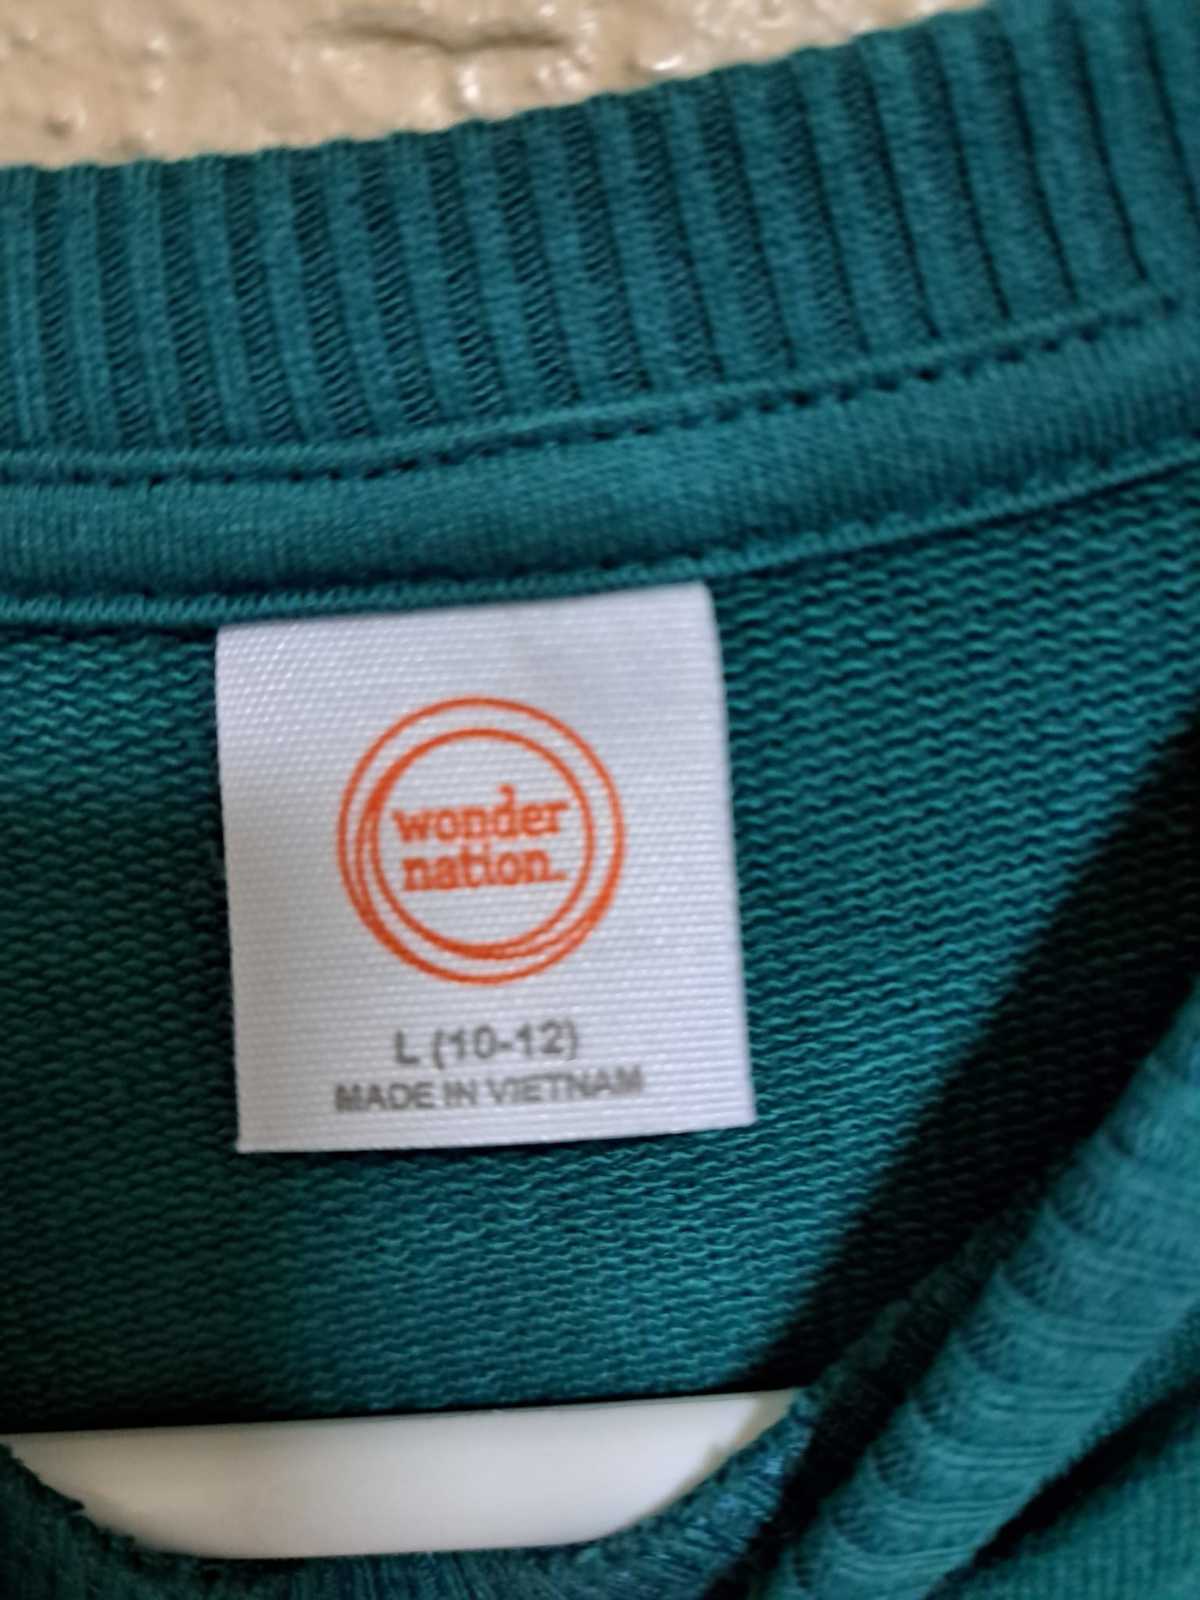 wonder
nation.
L (10-12)
MADE IN VIETNAM